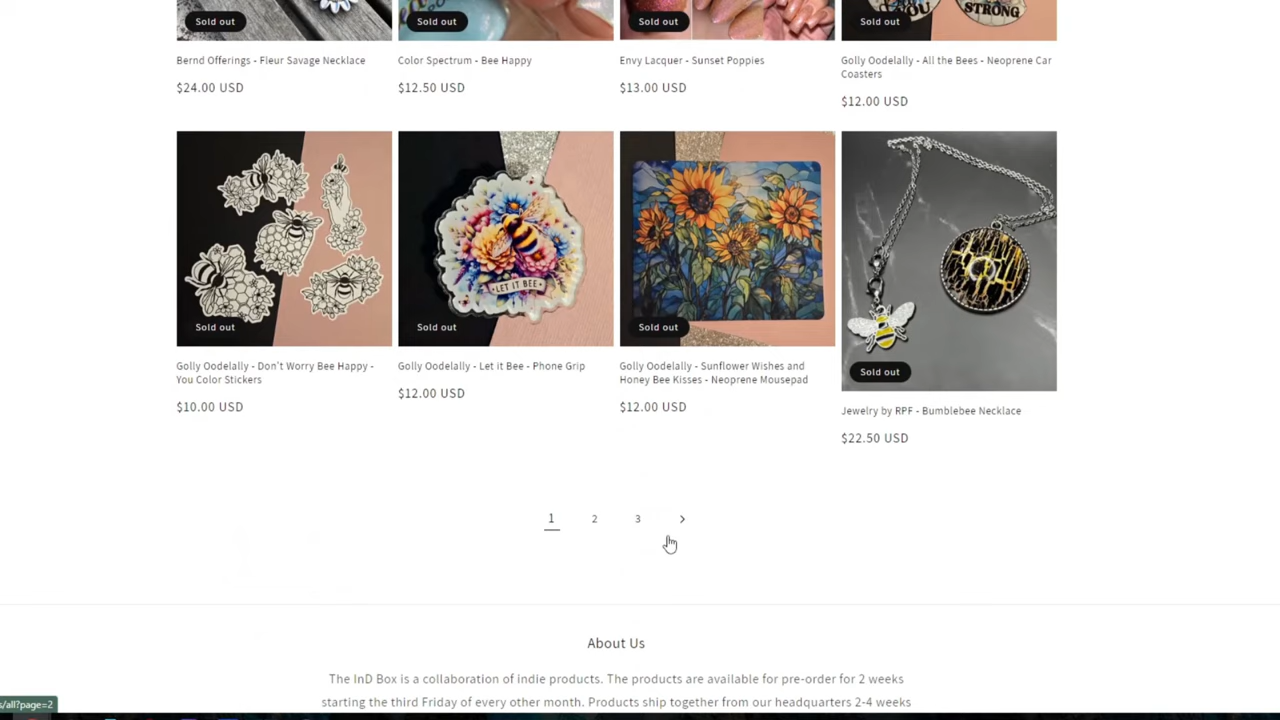 YOU
STRONG
Sold out
Sold out
Sold out
Sold out
Bernd Offerings - Fleur Savage Necklace
Color Spectrum - Bee Happy
Envy Lacquer - Sunset Poppies
Golly Oodelally - All the Bees - Neoprene Car
Coasters
$24.00 USD
$12.50 USD
$13.00 USD
$12.00 USD
LET IT BEE
Sold out
Sold out
Sold out
Sold out
Golly Oodelally - Don't Worry Bee Happy -
You Color Stickers
$10.00 USD
Golly Oodelally - Let it Bee - Phone Grip
$12.00 USD
Golly Oodelally - Sunflower Wishes and
Honey Bee Kisses - Neoprene Mousepad
$12.00 USD
Jewelry by RPF - Bumblebee Necklace
$22.50 USD
1 2 3
About Us
The InD Box is a collaboration of indie products. The products are available for pre-order for 2 weeks
starting the third Friday of every other month. Products ship together from our headquarters 2-4 weeks
s/all?page=2